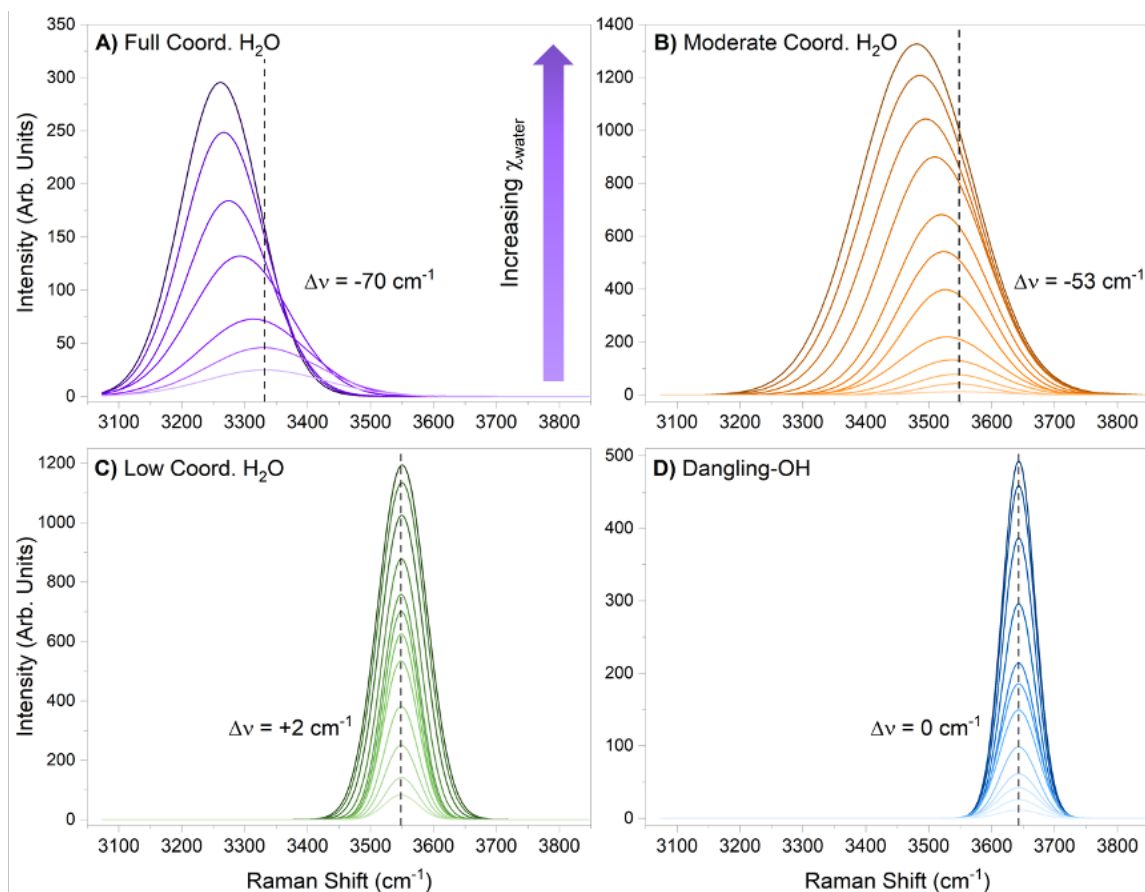 A) Full Coord. H₂O
350
300
250
200
150
100
50
0
Intensity (Arb. Units)
Δν = -70 cm⁻¹
Increasing χwater
3100 3200 3300 3400 3500 3600 3700 3800
B) Moderate Coord. H₂O
1400
1200
1000
800
600
400
200
0
Δν = -53 cm⁻¹
3100 3200 3300 3400 3500 3600 3700 3800
C) Low Coord. H₂O
1200
1000
800
600
400
200
0
Intensity (Arb. Units)
Δν = +2 cm⁻¹
3100 3200 3300 3400 3500 3600 3700 3800
Raman Shift (cm⁻¹)
D) Dangling-OH
500
400
300
200
100
0
Δν = 0 cm⁻¹
3100 3200 3300 3400 3500 3600 3700 3800
Raman Shift (cm⁻¹)